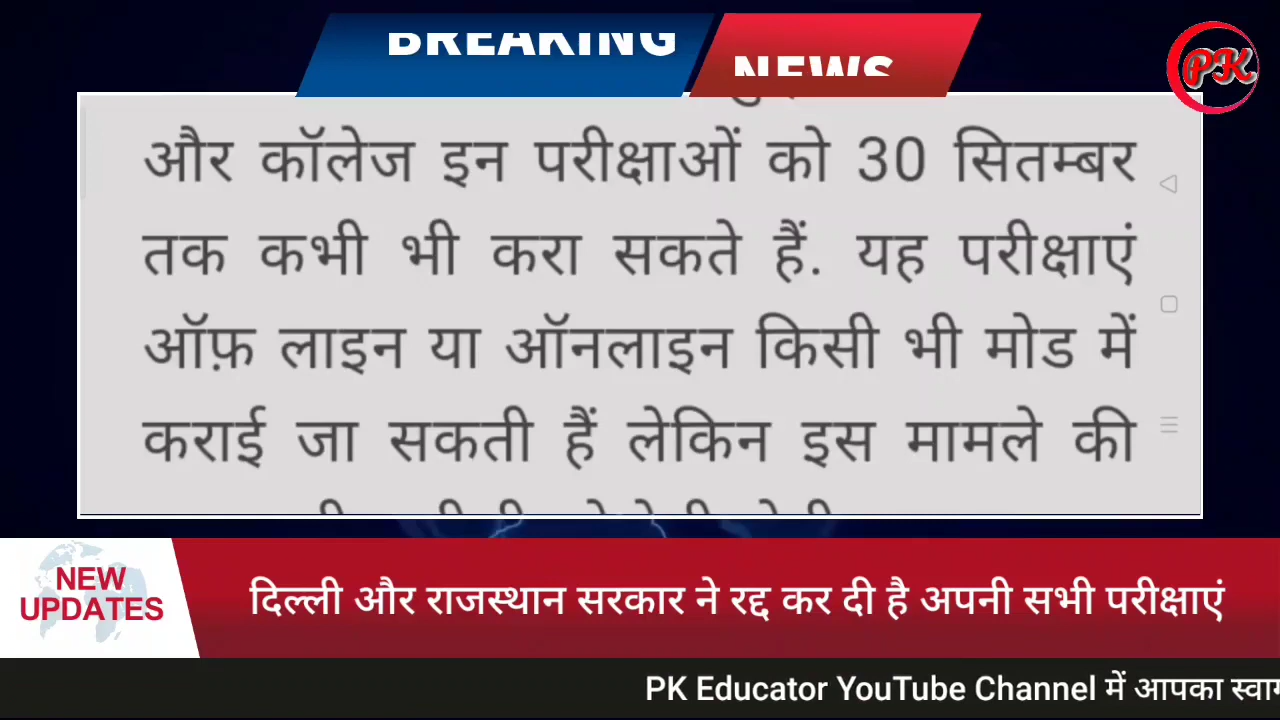 BREAKING
NEWS
PK
और कॉलेज इन परीक्षाओं को 30 सितम्बर
तक कभी भी करा सकते हैं. यह परीक्षाएं
ऑफ़ लाइन या ऑनलाइन किसी भी मोड में
कराई जा सकती हैं लेकिन इस मामले की
NEW
UPDATES
दिल्ली और राजस्थान सरकार ने रद्द कर दी है अपनी सभी परीक्षाएं
PK Educator YouTube Channel में आपका